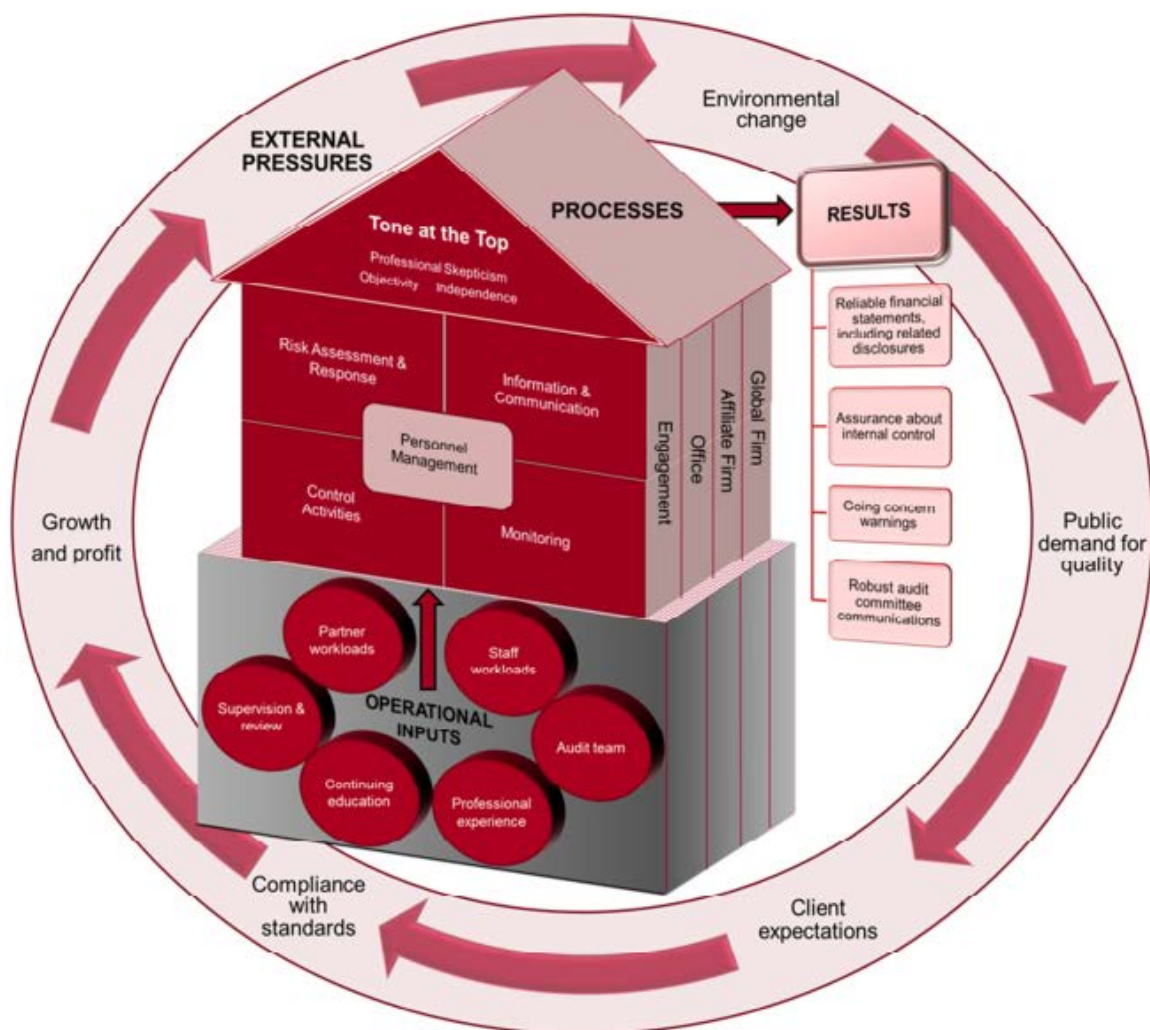 EXTERNAL
PRESSURES
Environmental
change
PROCESSES
RESULTS
Tone at the Top
Professional Skepticism
Objectivity Independence
Risk Assessment &
Response
Information &
Communication
Personnel
Management
Control
Activities
Monitoring
Engagement
Office
Affiliate Firm
Global Firm
Reliable financial
statements,
including related
disclosures
Assurance about
internal control
Going concern
warnings
Robust audit
committee
communications
Growth
and profit
Public
demand for
quality
Partner
workloads
Staff
workloads
Supervision &
review
OPERATIONAL
INPUTS
Audit team
Continuing
education
Professional
experience
Compliance
with
standards
Client
expectations